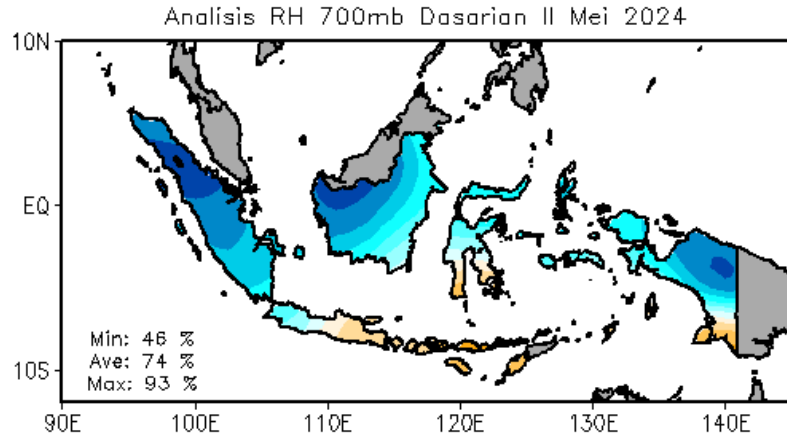 Analisis RH 700mb Dasarian II Mei 2024
10N
EQ
10S
Min: 46 %
Ave: 74 %
Max: 93 %
90E 100E 110E 120E 130E 140E